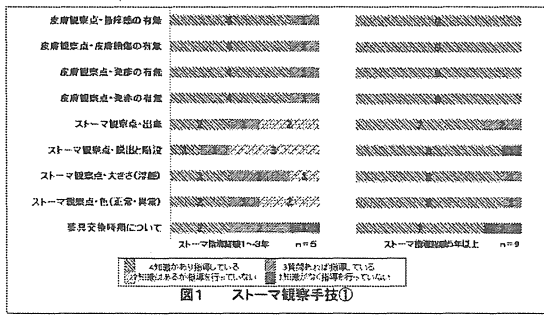 皮膚観察点・掻痒感の有無
皮膚観察点・皮膚損傷の有無
皮膚観察点・発疹の有無
皮膚観察点・発赤の有無
ストーマ観察点・出血
ストーマ観察点・脱出と陥没
ストーマ観察点・大きさ(浮腫)
ストーマ観察点・色(正常・異常)
装具交換時期について
ストーマ指導経験1～3年 n=5
ストーマ指導経験5年以上 n=9
4知識があり指導している
3質問あれば指導している
2知識はあるが指導を行っていない
1知識がなく指導を行っていない
図1 ストーマ観察手技①